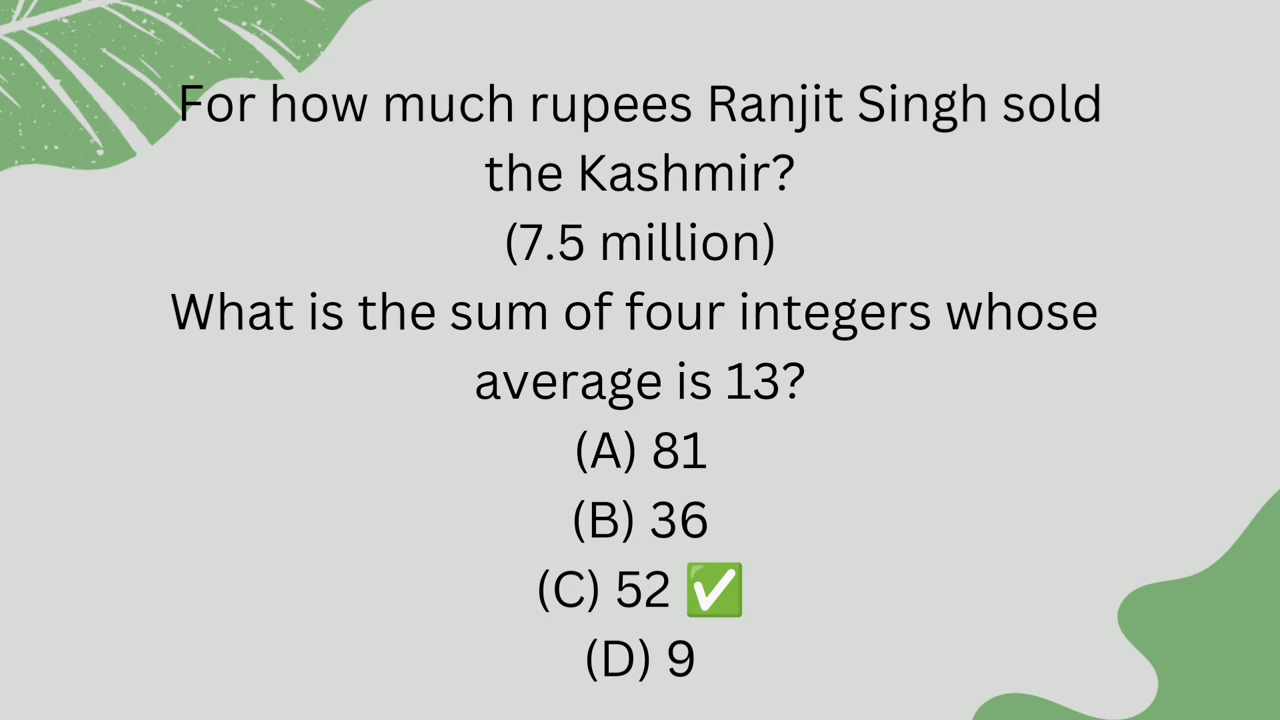 For how much rupees Ranjit Singh sold
the Kashmir?
(7.5 million)
What is the sum of four integers whose
average is 13?
(A) 81
(B) 36
(C) 52 ✅
(D) 9